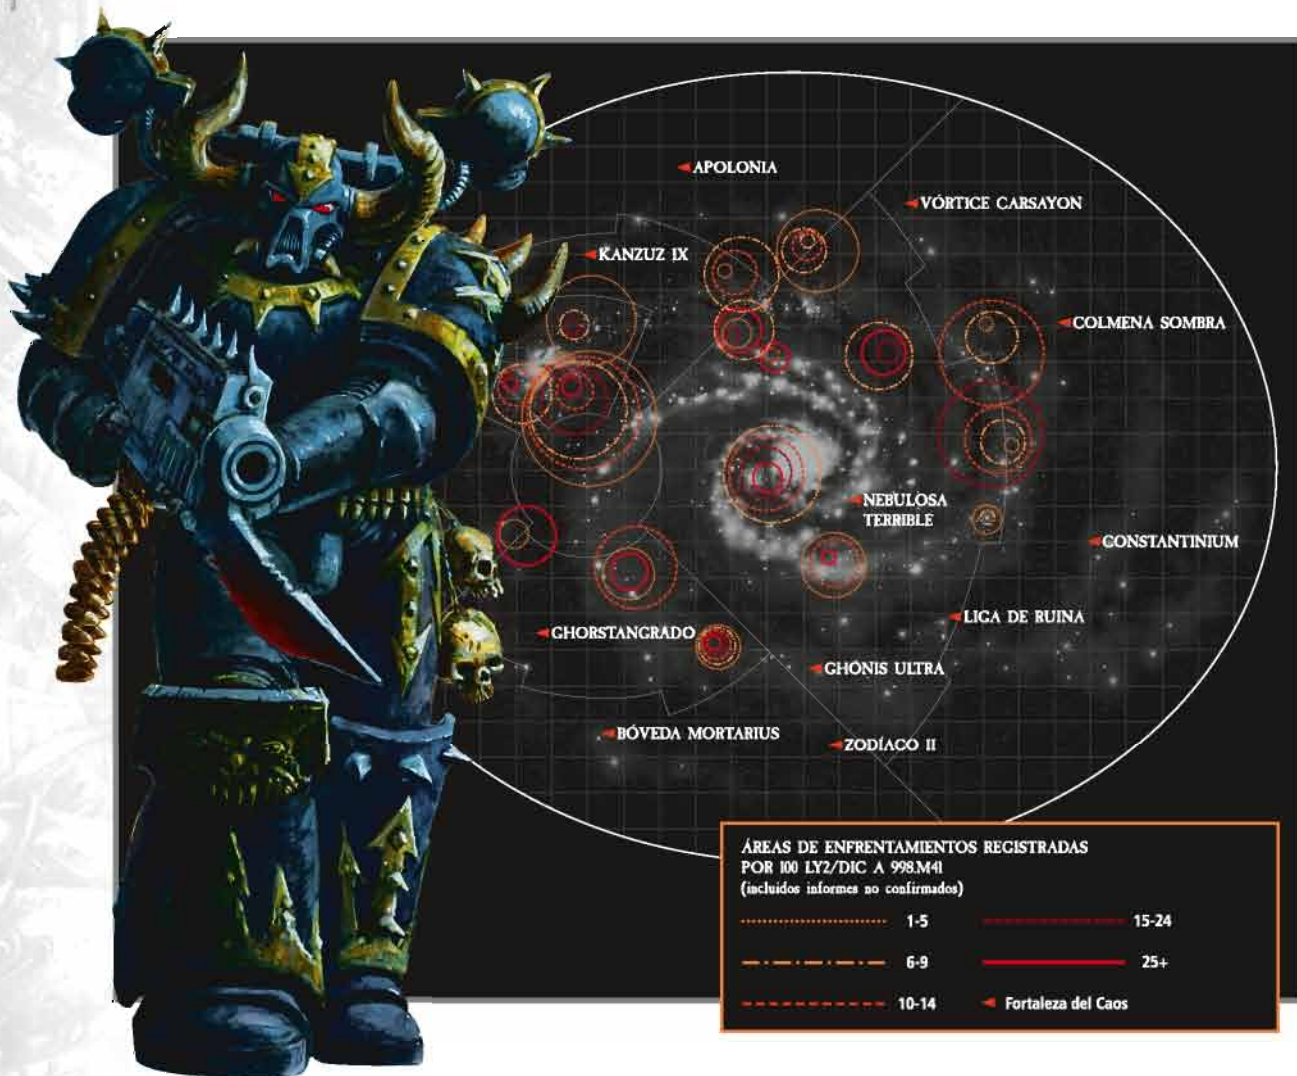 APOLONIA
VÓRTICE CARSAYON
KANZUZ IX
COLMENA SOMBRA
NEBULOSA
TERRIBLE
CONSTANTINIUM
LIGA DE RUINA
GHORSTANGRADO
GHONIS ULTRA
BÓVEDA MORTARIUS
ZODÍACO II
ÁREAS DE ENFRENTAMIENTOS REGISTRADAS
POR 100 LY2/DIC A 998.M41
(incluidos informes no confirmados)
1-5
15-24
6-9
25+
10-14
Fortaleza del Caos